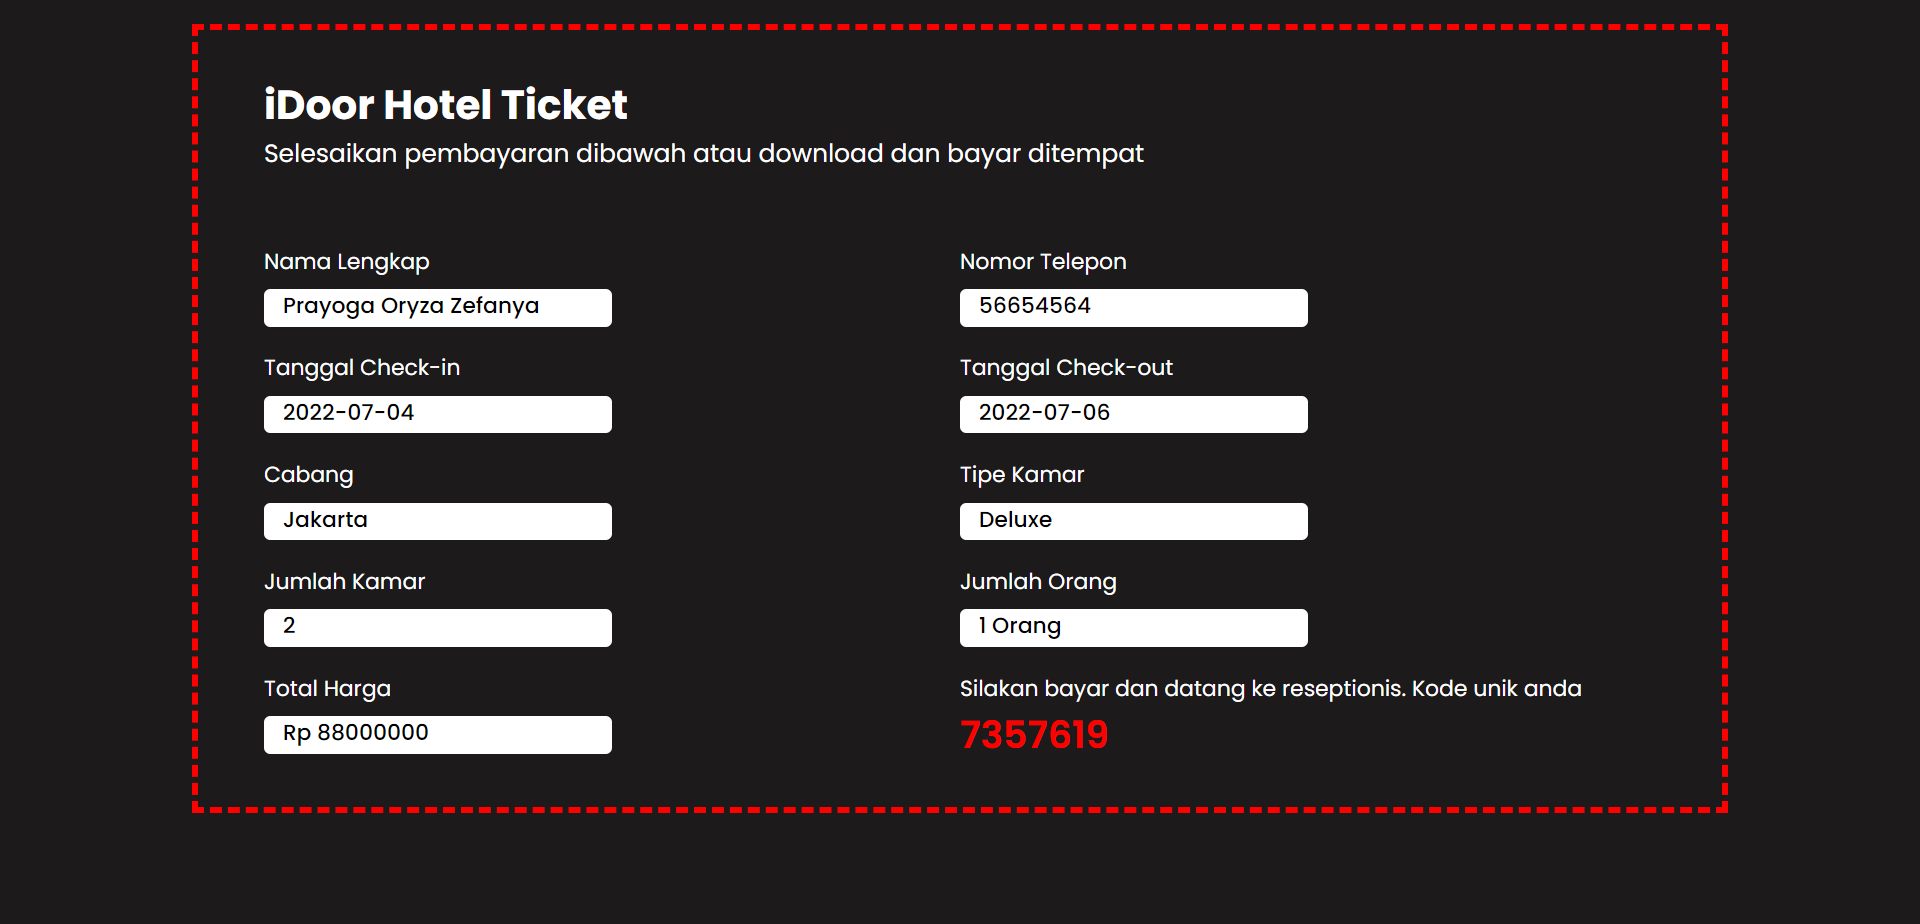 iDoor Hotel Ticket
Selesaikan pembayaran dibawah atau download dan bayar ditempat
Nama Lengkap
Prayoga Oryza Zefanya
Nomor Telepon
56654564
Tanggal Check-in
2022-07-04
Tanggal Check-out
2022-07-06
Cabang
Jakarta
Tipe Kamar
Deluxe
Jumlah Kamar
2
Jumlah Orang
1 Orang
Total Harga
Rp 88000000
Silakan bayar dan datang ke reseptionis. Kode unik anda
7357619